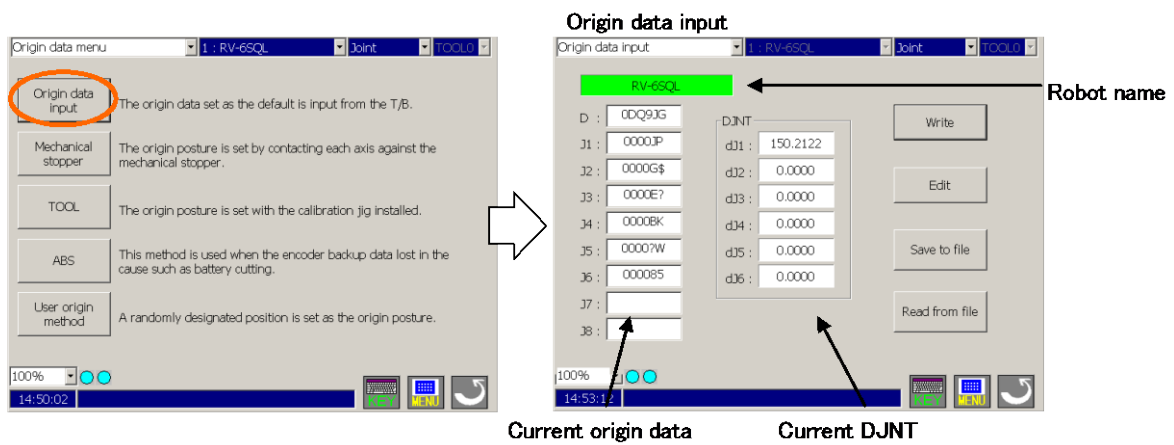 Origin data input
Origin data menu 1 : RV-6SQL Joint TOOL0
Origin data
input
The origin data set as the default is input from the T/B.
Mechanical
stopper
The origin posture is set by contacting each axis against the
mechanical stopper.
TOOL
The origin posture is set with the calibration jig installed.
ABS
This method is used when the encoder backup data lost in the
cause such as battery cutting.
User origin
method
A randomly designated position is set as the origin posture.
100%
14:50:02
KEY MENU
Origin data input 1 : RV-6SQL Joint TOOL0
RV-6SQL
Robot name
D : 0DQ9JG
J1 : 0000JP
J2 : 0000G$
J3 : 0000E?
J4 : 0000BK
J5 : 0000?W
J6 : 000085
J7 :
J8 :
DJNT
dJ1 : 150.2122
dJ2 : 0.0000
dJ3 : 0.0000
dJ4 : 0.0000
dJ5 : 0.0000
dJ6 : 0.0000
Write
Edit
Save to file
Read from file
100%
14:53:12
KEY MENU
Current origin data
Current DJNT